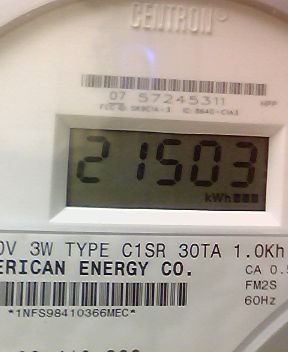 CENTRON®
07 57245311 HPP
21503
kWh
0V 3W TYPE C1SR 30TA 1.0Kh
ERICAN ENERGY CO. CA 0.5
FM2S
60Hz
*1NFS98410366MEC*